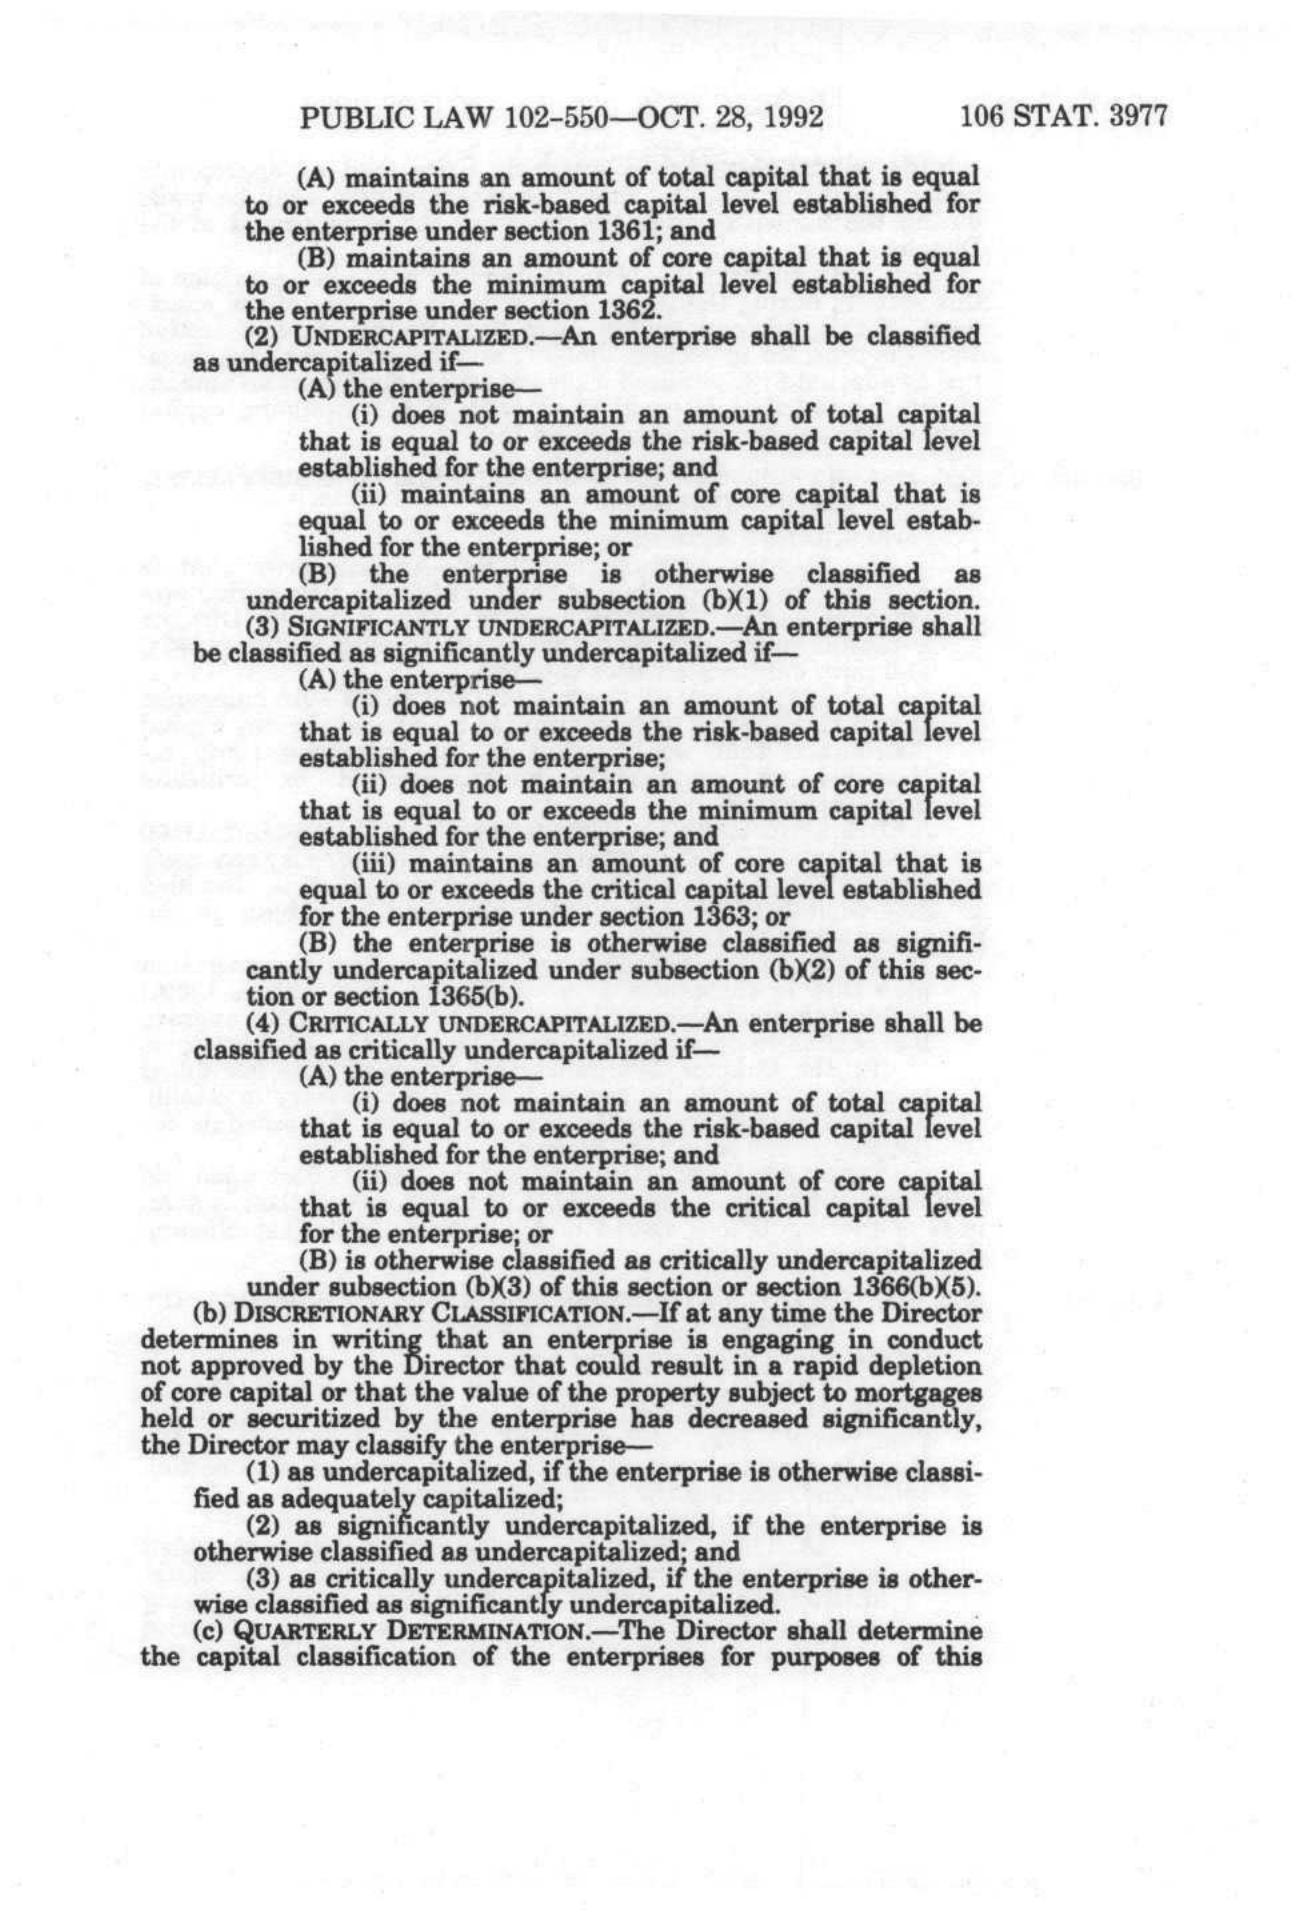 PUBLIC LAW 102-550—OCT. 28, 1992 106 STAT. 3977
(A) maintains an amount of total capital that is equal
to or exceeds the risk-based capital level established for
the enterprise under section 1361; and
(B) maintains an amount of core capital that is equal
to or exceeds the minimum capital level established for
the enterprise under section 1362.
(2) UNDERCAPITALIZED.—An enterprise shall be classified
as undercapitalized if—
(A) the enterprise—
(i) does not maintain an amount of total capital
that is equal to or exceeds the risk-based capital level
established for the enterprise; and
(ii) maintains an amount of core capital that is
equal to or exceeds the minimum capital level estab-
lished for the enterprise; or
(B) the enterprise is otherwise classified as
undercapitalized under subsection (b)(1) of this section.
(3) SIGNIFICANTLY UNDERCAPITALIZED.—An enterprise shall
be classified as significantly undercapitalized if—
(A) the enterprise—
(i) does not maintain an amount of total capital
that is equal to or exceeds the risk-based capital level
established for the enterprise;
(ii) does not maintain an amount of core capital
that is equal to or exceeds the minimum capital level
established for the enterprise; and
(iii) maintains an amount of core capital that is
equal to or exceeds the critical capital level established
for the enterprise under section 1363; or
(B) the enterprise is otherwise classified as signifi-
cantly undercapitalized under subsection (b)(2) of this sec-
tion or section 1365(b).
(4) CRITICALLY UNDERCAPITALIZED.—An enterprise shall be
classified as critically undercapitalized if—
(A) the enterprise—
(i) does not maintain an amount of total capital
that is equal to or exceeds the risk-based capital level
established for the enterprise; and
(ii) does not maintain an amount of core capital
that is equal to or exceeds the critical capital level
for the enterprise; or
(B) is otherwise classified as critically undercapitalized
under subsection (b)(3) of this section or section 1366(b)(5).
(b) DISCRETIONARY CLASSIFICATION.—If at any time the Director
determines in writing that an enterprise is engaging in conduct
not approved by the Director that could result in a rapid depletion
of core capital or that the value of the property subject to mortgages
held or securitized by the enterprise has decreased significantly,
the Director may classify the enterprise—
(1) as undercapitalized, if the enterprise is otherwise classi-
fied as adequately capitalized;
(2) as significantly undercapitalized, if the enterprise is
otherwise classified as undercapitalized; and
(3) as critically undercapitalized, if the enterprise is other-
wise classified as significantly undercapitalized.
(c) QUARTERLY DETERMINATION.—The Director shall determine
the capital classification of the enterprises for purposes of this